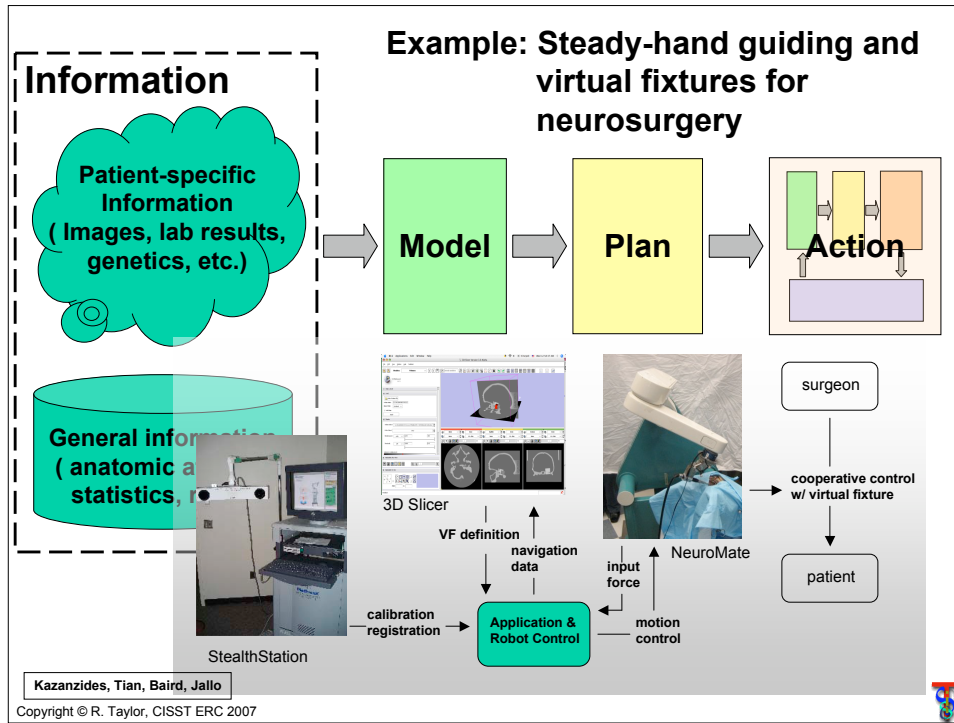 Example: Steady-hand guiding and
virtual fixtures for
neurosurgery
Information
Patient-specific
Information
( Images, lab results,
genetics, etc.)
Model
Plan
Action
General information
( anatomic a
statistics, r
3D Slicer
VF definition
navigation
data
NeuroMate
input
force
surgeon
cooperative control
w/ virtual fixture
patient
calibration
registration
Application &
Robot Control
motion
control
StealthStation
Kazanzides, Tian, Baird, Jallo
Copyright © R. Taylor, CISST ERC 2007